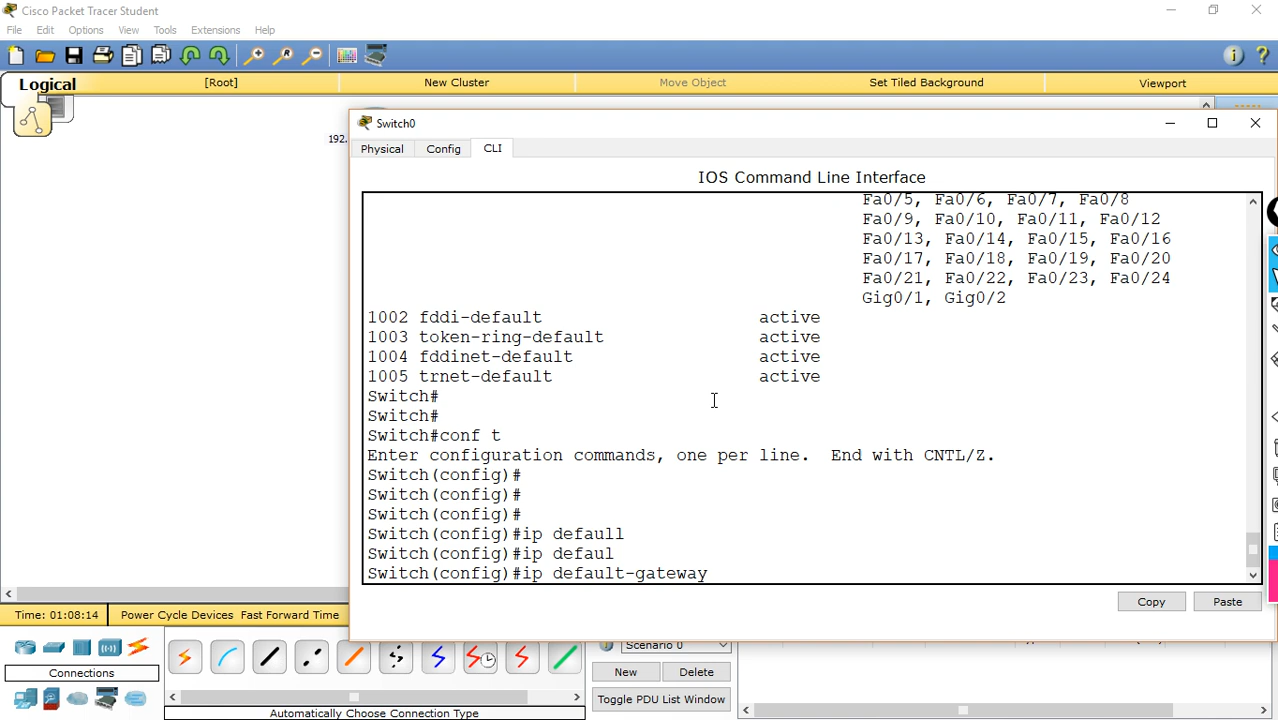 Cisco Packet Tracer Student
File Edit Options View Tools Extensions Help
Logical [Root] New Cluster Move Object Set Tiled Background Viewport
192.
Switch0
Physical Config CLI
IOS Command Line Interface
Fa0/5, Fa0/6, Fa0/7, Fa0/8
Fa0/9, Fa0/10, Fa0/11, Fa0/12
Fa0/13, Fa0/14, Fa0/15, Fa0/16
Fa0/17, Fa0/18, Fa0/19, Fa0/20
Fa0/21, Fa0/22, Fa0/23, Fa0/24
Gig0/1, Gig0/2
1002 fddi-default active
1003 token-ring-default active
1004 fddinet-default active
1005 trnet-default active
Switch#
Switch#
Switch#conf t
Enter configuration commands, one per line. End with CNTL/Z.
Switch(config)#
Switch(config)#
Switch(config)#
Switch(config)#ip defaull
Switch(config)#ip defaul
Switch(config)#ip default-gateway
Copy Paste
Time: 01:08:14 Power Cycle Devices Fast Forward Time
Scenario 0
Connections
New Delete
Toggle PDU List Window
Automatically Choose Connection Type